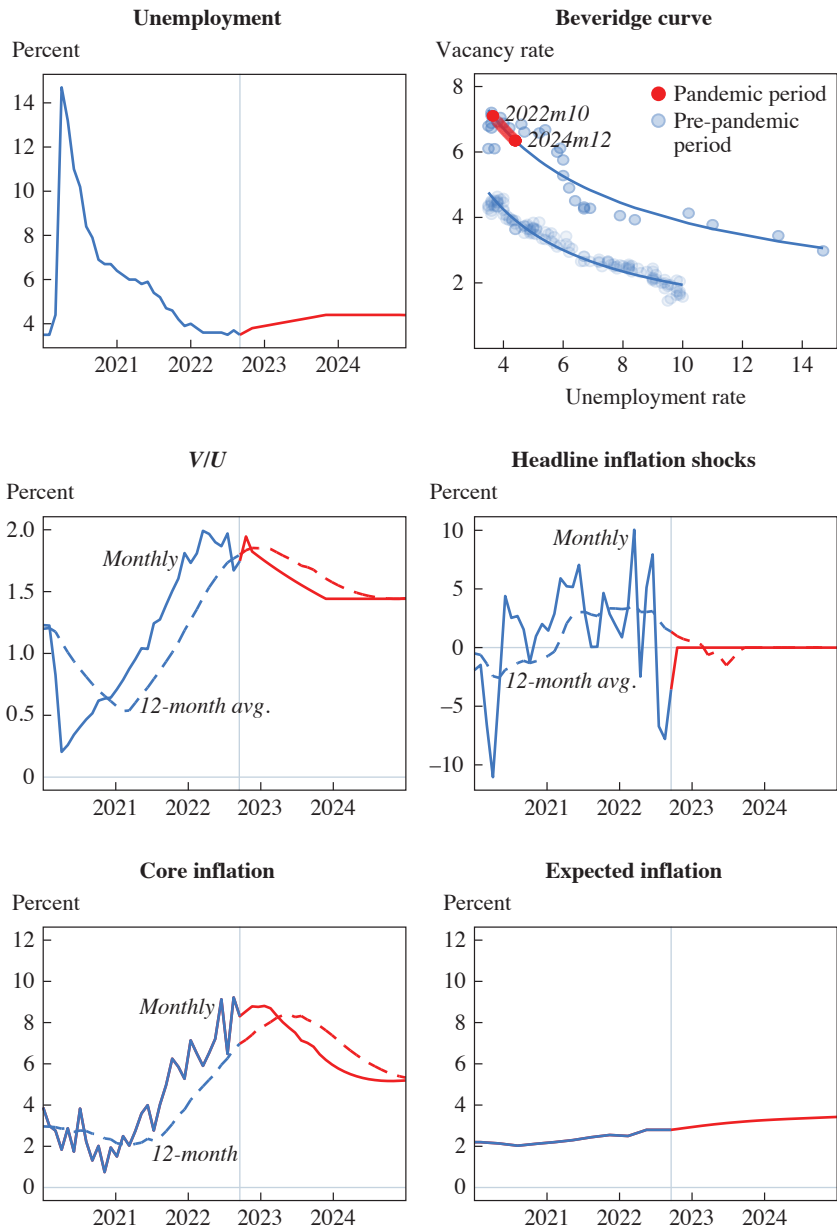 Unemployment
Percent
14
12
10
8
6
4
2021 2022 2023 2024
Beveridge curve
Vacancy rate
8
6
4
2
Pandemic period
Pre-pandemic
period
2022m10
2024m12
4 6 8 10 12 14
Unemployment rate
V/U
Percent
2.0
1.5
1.0
0.5
0
Monthly
12-month avg.
2021 2022 2023 2024
Headline inflation shocks
Percent
10
5
0
–5
–10
Monthly
12-month avg.
2021 2022 2023 2024
Core inflation
Percent
12
10
8
6
4
2
0
Monthly
12-month
2021 2022 2023 2024
Expected inflation
Percent
12
10
8
6
4
2
0
2021 2022 2023 2024